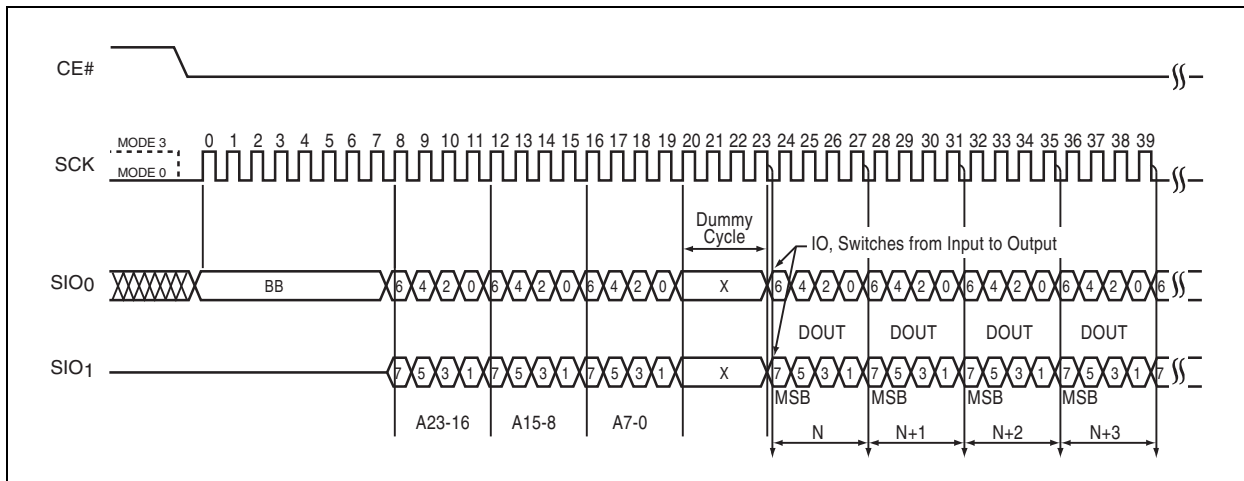 CE#
MODE 3
0 1 2 3 4 5 6 7 8 9 10 11 12 13 14 15 16 17 18 19 20 21 22 23 24 25 26 27 28 29 30 31 32 33 34 35 36 37 38 39
SCK
MODE 0
Dummy
Cycle
IO, Switches from Input to Output
SIO0 BB 6 4 2 0 6 4 2 0 6 4 2 0 X 6 4 2 0 6 4 2 0 6 4 2 0 6 4 2 0 6
DOUT DOUT DOUT DOUT
SIO1 7 5 3 1 7 5 3 1 7 5 3 1 X 7 5 3 1 7 5 3 1 7 5 3 1 7 5 3 1 7
MSB MSB MSB MSB
A23-16 A15-8 A7-0
N N+1 N+2 N+3